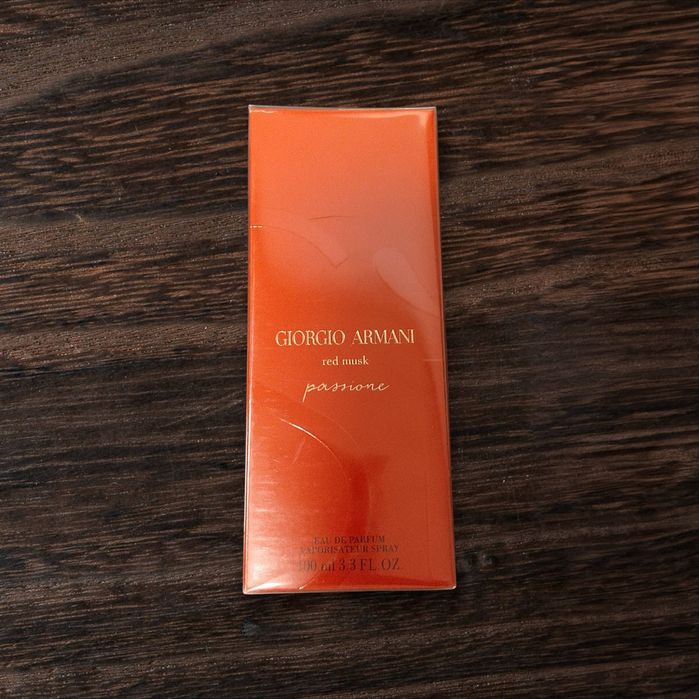 GIORGIO ARMANI
red musk
passione
EAU DE PARFUM
VAPORISATEUR SPRAY
100 ml 3.3 FL OZ